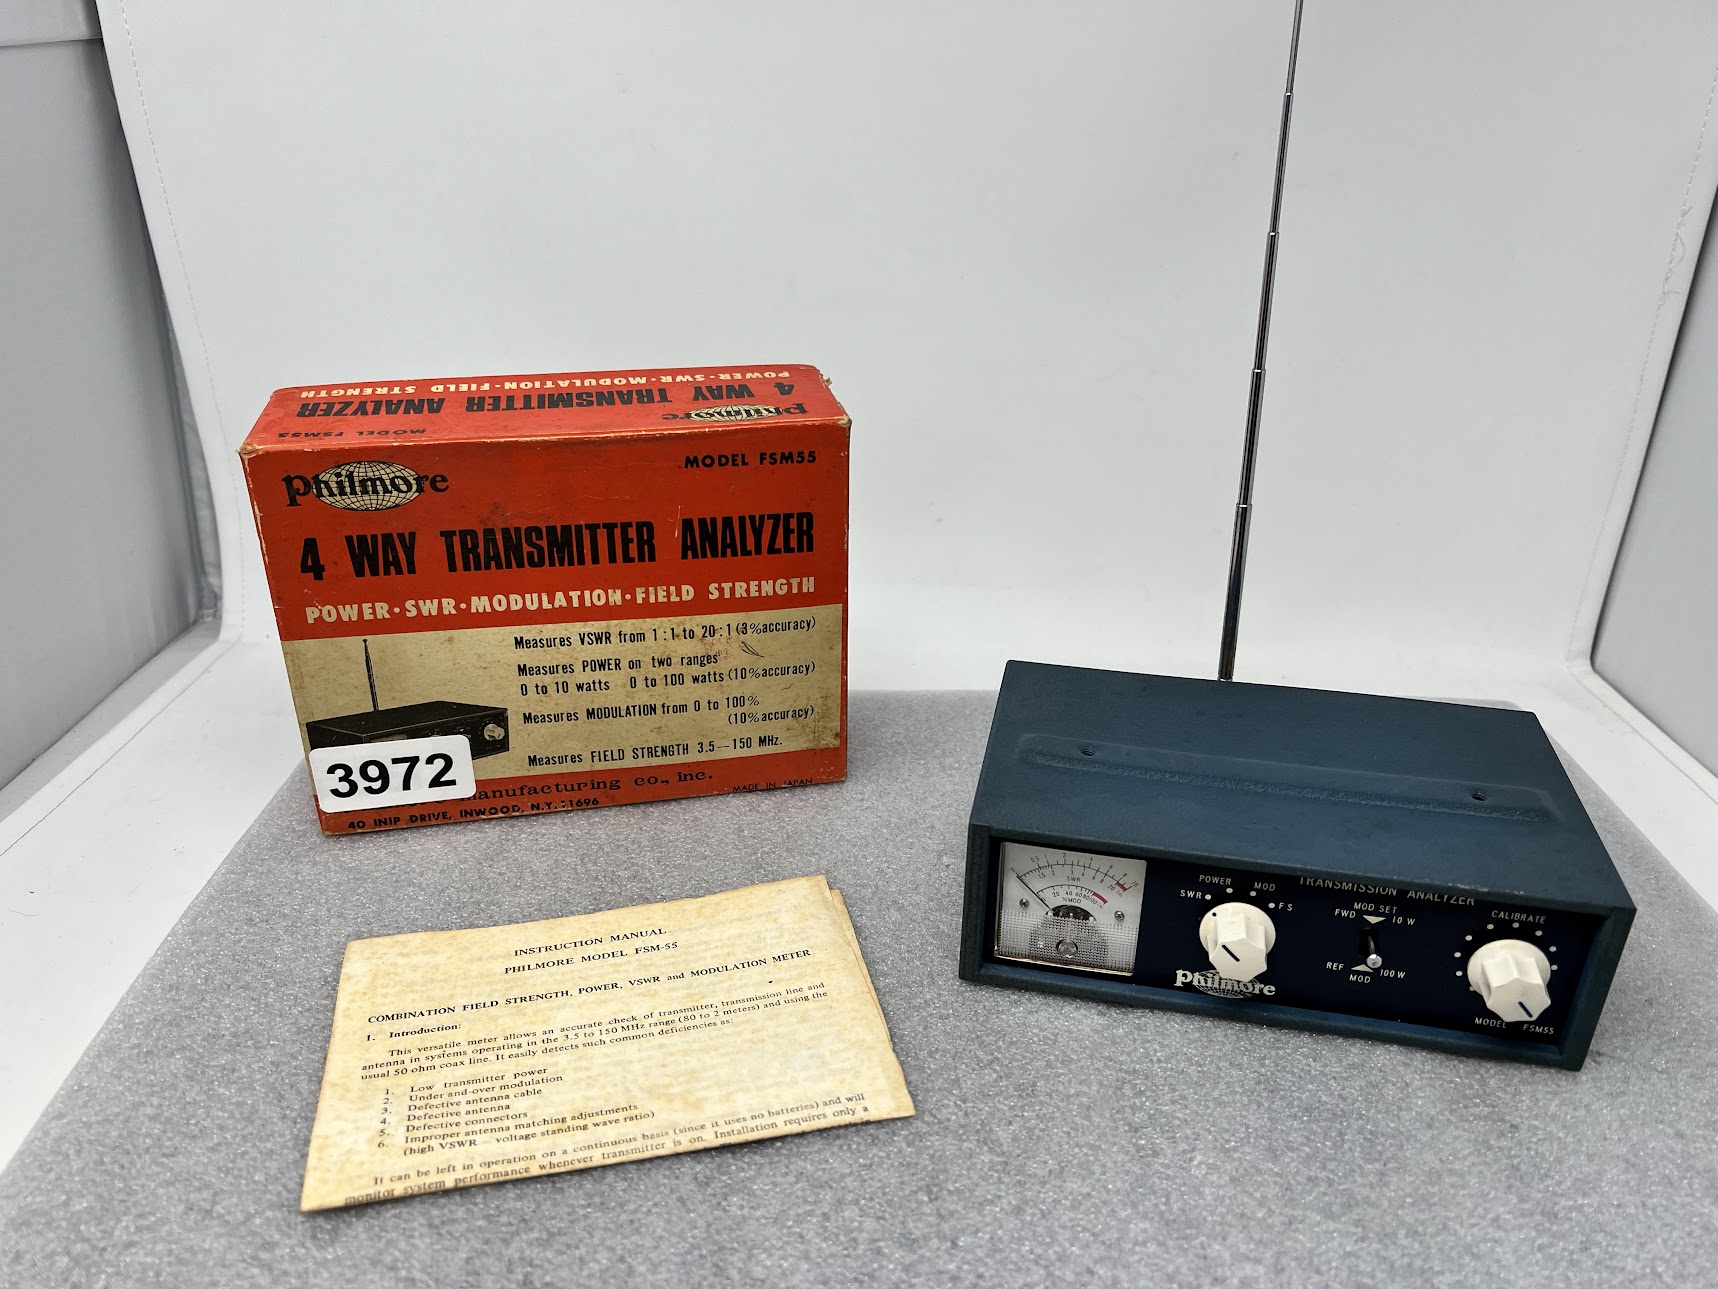 POWER·SWR·MODULATION·FIELD STRENGTH
4 WAY TRANSMITTER ANALYZER
philmore
MODEL FSM55
philmore
MODEL FSM55
4 WAY TRANSMITTER ANALYZER
POWER·SWR·MODULATION·FIELD STRENGTH
Measures VSWR from 1:1 to 20:1 (3% accuracy)
Measures POWER on two ranges
0 to 10 watts 0 to 100 watts (10% accuracy)
Measures MODULATION from 0 to 100%
(10% accuracy)
Measures FIELD STRENGTH 3.5—150 MHz.
3972
manufacturing co., inc.
MADE IN JAPAN
40 INIP DRIVE, INWOOD, N.Y. 11696
INSTRUCTION MANUAL
PHILMORE MODEL FSM-55
COMBINATION FIELD STRENGTH, POWER, VSWR and MODULATION METER
1. Introduction:
This versatile meter allows an accurate check of transmitter, transmission line and
antenna in systems operating in the 3.5 to 150 MHz range (80 to 2 meters) and using the
usual 50 ohm coax line. It easily detects such common deficiencies as:
1. Low transmitter power
2. Under and-over modulation
3. Defective antenna cable
4. Defective antenna
5. Defective connectors
6. Improper antenna matching adjustments
(high VSWR – voltage standing wave ratio)
It can be left in operation on a continuous basis (since it uses no batteries) and will
monitor system performance whenever transmitter is on. Installation requires only a
TRANSMISSION ANALYZER
SWR
%MOD
SWR POWER MOD FS
MOD SET
FWD 10 W
REF 100 W
MOD
CALIBRATE
philmore
MODEL FSM55